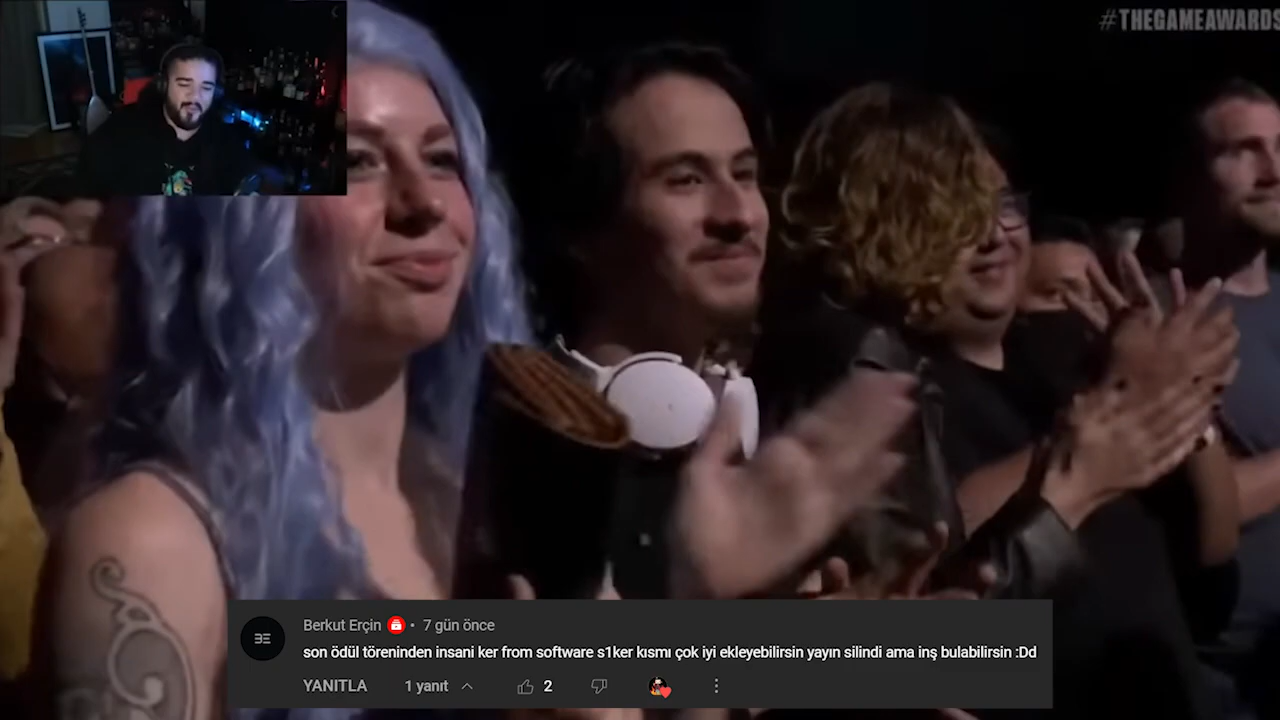 #THEGAMEAWARDS
Berkut Erçin • 7 gün önce
son ödül töreninden insani ker from software s1ker kısmı çok iyi ekleyebilirsin yayın silindi ama inş bulabilirsin :Dd
YANITLA 1 yanıt 2